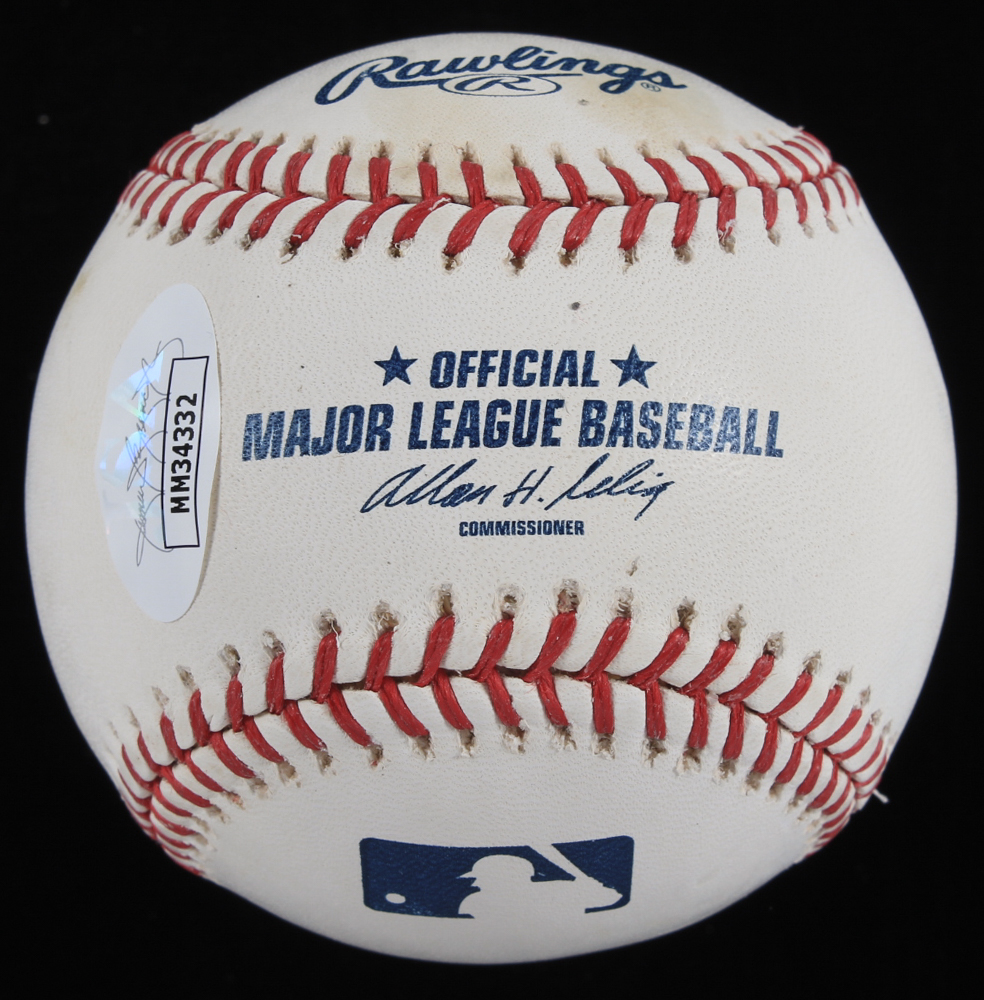 Rawlings®
R
★ OFFICIAL ★
MAJOR LEAGUE BASEBALL
Allan H. Selig
COMMISSIONER
MM34332